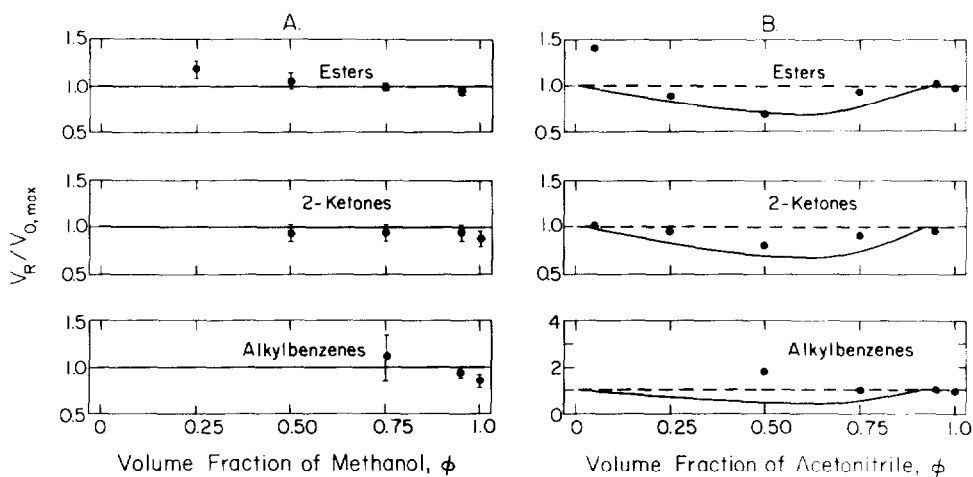 A.
B.
1.5
Esters
1.0
0.5
1.5
Esters
1.0
0.5
1.5
2-Ketones
1.0
0.5
1.5
2-Ketones
1.0
0.5
V_R/V_O,max
1.5
Alkylbenzenes
1.0
0.5
4
Alkylbenzenes
2
0
0 0.25 0.50 0.75 1.0
0 0.25 0.50 0.75 1.0
Volume Fraction of Methanol, ϕ
Volume Fraction of Acetonitrile, ϕ